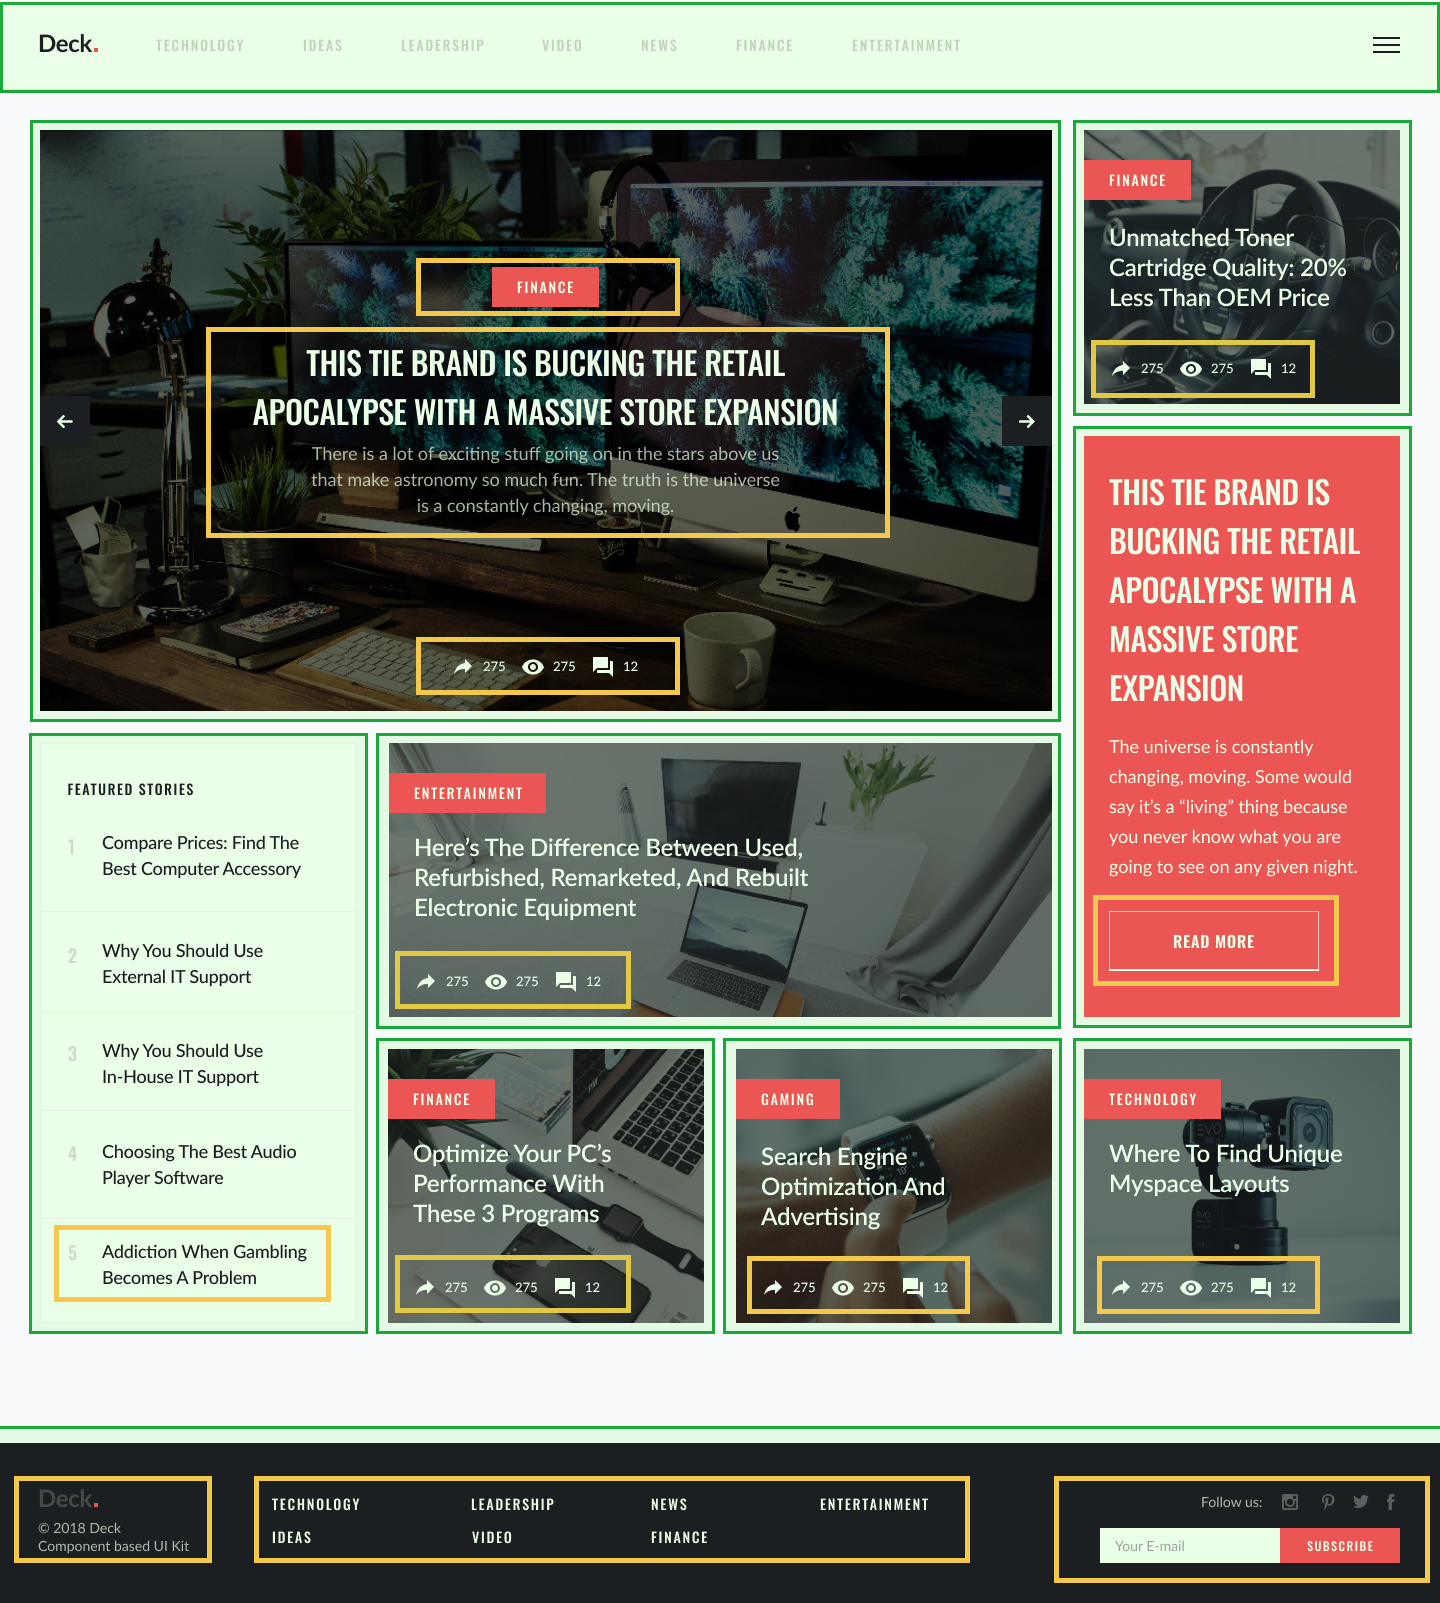 Deck.
TECHNOLOGY IDEAS LEADERSHIP VIDEO NEWS FINANCE ENTERTAINMENT
FINANCE
THIS TIE BRAND IS BUCKING THE RETAIL
APOCALYPSE WITH A MASSIVE STORE EXPANSION
There is a lot of exciting stuff going on in the stars above us
that make astronomy so much fun. The truth is the universe
is a constantly changing, moving.
275 275 12
FINANCE
Unmatched Toner
Cartridge Quality: 20%
Less Than OEM Price
275 275 12
THIS TIE BRAND IS
BUCKING THE RETAIL
APOCALYPSE WITH A
MASSIVE STORE
EXPANSION
The universe is constantly
changing, moving. Some would
say it’s a “living” thing because
you never know what you are
going to see on any given night.
READ MORE
FEATURED STORIES
1 Compare Prices: Find The
Best Computer Accessory
2 Why You Should Use
External IT Support
3 Why You Should Use
In-House IT Support
4 Choosing The Best Audio
Player Software
5 Addiction When Gambling
Becomes A Problem
ENTERTAINMENT
Here’s The Difference Between Used,
Refurbished, Remarketed, And Rebuilt
Electronic Equipment
275 275 12
FINANCE
Optimize Your PC’s
Performance With
These 3 Programs
275 275 12
GAMING
Search Engine
Optimization And
Advertising
275 275 12
TECHNOLOGY
Where To Find Unique
Myspace Layouts
275 275 12
Deck.
© 2018 Deck
Component based UI Kit
TECHNOLOGY LEADERSHIP NEWS ENTERTAINMENT
IDEAS VIDEO FINANCE
Follow us:
Your E-mail SUBSCRIBE